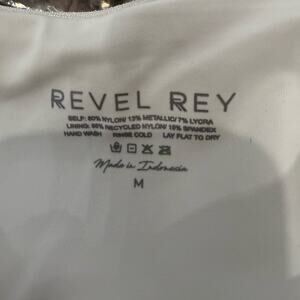 REVEL REY
SELF: 80% NYLON/ 13% METALLIC/ 7% LYCRA
LINING: 85% RECYCLED NYLON/ 15% SPANDEX
HAND WASH RINSE COLD LAY FLAT TO DRY
Made in Indonesia
M